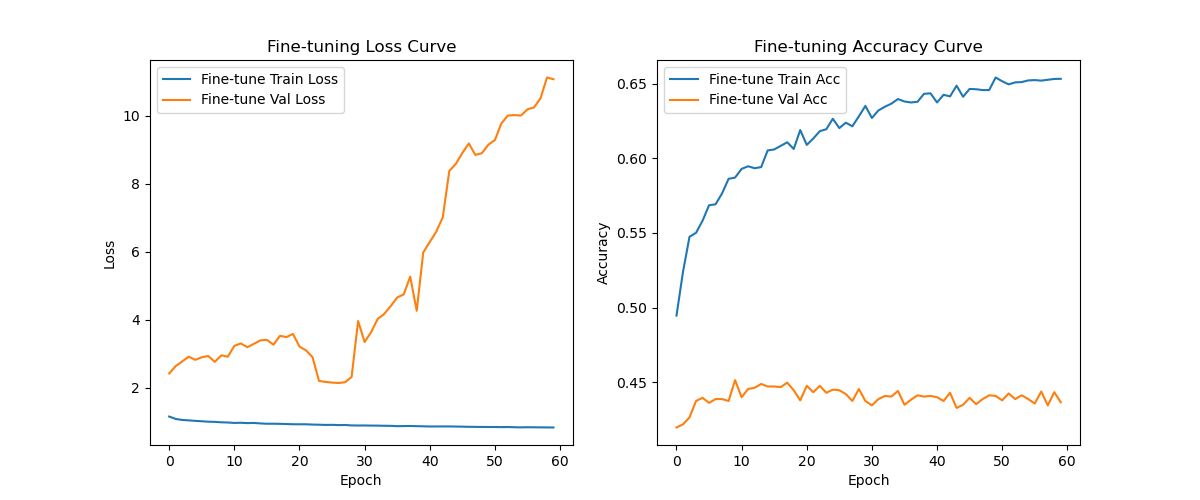 Fine-tuning Loss Curve
Fine-tune Train Loss
Fine-tune Val Loss
Loss
10
8
6
4
2
0 10 20 30 40 50 60
Epoch
Fine-tuning Accuracy Curve
Fine-tune Train Acc
Fine-tune Val Acc
Accuracy
0.65
0.60
0.55
0.50
0.45
0 10 20 30 40 50 60
Epoch